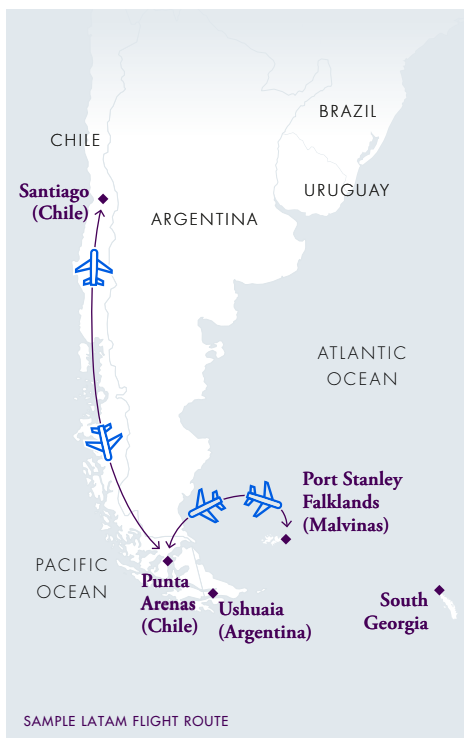 BRAZIL
CHILE
Santiago
(Chile)
URUGUAY
ARGENTINA
ATLANTIC
OCEAN
Port Stanley
Falklands
(Malvinas)
PACIFIC
OCEAN
Punta
Arenas
(Chile)
Ushuaia
(Argentina)
South
Georgia
SAMPLE LATAM FLIGHT ROUTE